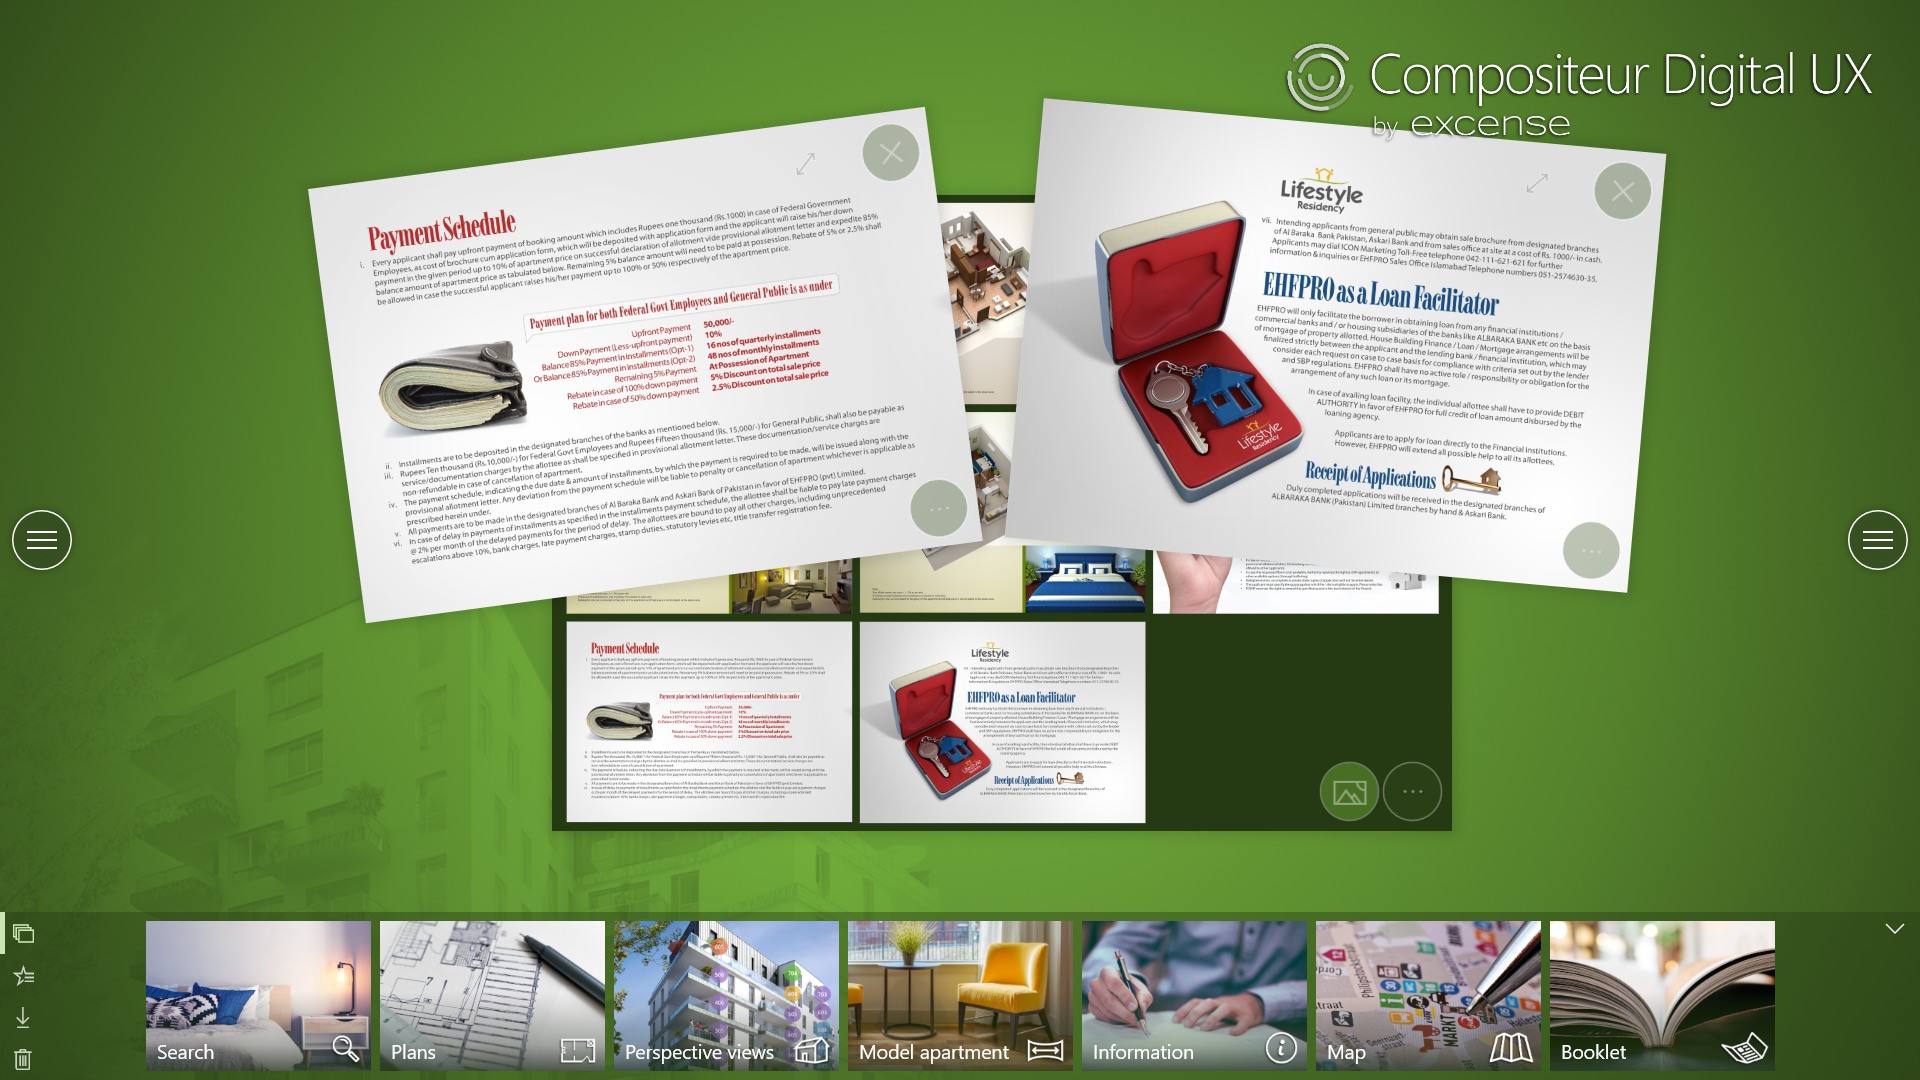 Compositeur Digital UX
by excense
Payment Schedule
i. Every applicant shall pay upfront payment of booking amount which includes Rupees one thousand (Rs.1000) in case of Federal Government
Employees, as cost of brochure cum application form, which will be deposited with application form and the applicant will raise his/her down
payment in the given period up to 10% of apartment price on successful declaration of allotment vide provisional allotment letter and expedite 85%
balance amount of apartment price as tabulated below. Remaining 5% balance amount will need to be paid at possession. Rebate of 5% or 2.5% shall
be allowed in case the successful applicant raises his/her payment up to 100% or 50% respectively of the apartment price.
Payment plan for both Federal Govt Employees and General Public is as under
Upfront Payment 50,000/-
Down Payment (Less-upfront payment) 10%
Balance 85% Payment in Installments (Opt-1) 16 nos of quarterly installments
Or Balance 85% Payment in installments (Opt-2) 48 nos of monthly installments
Remaining 5% Payment At Possession of Apartment
Rebate in case of 100% down payment 5% Discount on total sale price
Rebate in case of 50% down payment 2.5% Discount on total sale price
ii. Installments are to be deposited in the designated branches of the banks as mentioned below.
iii. Rupees Ten thousand (Rs.10,000/-) for Federal Govt Employees and Rupees Fifteen thousand (Rs. 15,000/-) for General Public, shall also be payable as
service/documentation charges by the allottee as shall be specified in provisional allotment letter. These documentation/service charges are
non-refundable in case of cancellation of apartment.
iv. The payment schedule, indicating the due date & amount of installments, by which the payment is required to be made, will be issued along with the
provisional allotment letter. Any deviation from the payment schedule will be liable to penalty or cancellation of apartment whichever is applicable as
prescribed herein under.
v. All payments are to be made in the designated branches of Al Baraka Bank and Askari Bank of Pakistan in favor of EHFPRO (pvt) Limited.
vi. In case of delay in payments of installments as specified in the installments payment schedule, the allottee shall be liable to pay late payment charges
@ 2% per month of the delayed payments for the period of delay. The allottees are bound to pay all other charges, including unprecedented
escalations above 10%, bank charges, late payment charges, stamp duties, statutory levies etc, title transfer registration fee.
Lifestyle
Residency
vii. Intending applicants from general public may obtain sale brochure from designated branches
of Al Baraka Bank Pakistan, Askari Bank and from sales office at site at a cost of Rs. 1000/- in cash.
Applicants may dial ICON Marketing Toll-Free telephone 042-111-621-621 for further
information & inquiries or EHFPRO Sales Office Islamabad Telephone numbers 051-2574630-35.
EHFPRO as a Loan Facilitator
EHFPRO will only facilitate the borrower in obtaining loan from any financial institutions /
commercial banks and / or housing subsidiaries of the banks like ALBARAKA BANK etc on the basis
of mortgage of property allotted. House Building Finance / Loan / Mortgage arrangements will be
finalized strictly between the applicant and the lending bank / financial institution, which may
consider each request on case to case basis for compliance with criteria set out by the lender
and SBP regulations. EHFPRO shall have no active role / responsibility or obligation for the
arrangement of any such loan or its mortgage.
In case of availing loan facility, the individual allottee shall have to provide DEBIT
AUTHORITY in favor of EHFPRO for full credit of loan amount disbursed by the
loaning agency.
Applicants are to apply for loan directly to the Financial Institutions.
However, EHFPRO will extend all possible help to all its allottees.
Lifestyle
Residency
Receipt of Applications
Duly completed applications will be received in the designated branches of
ALBARAKA BANK (Pakistan) Limited branches by hand & Askari Bank.
Payment Schedule
Payment plan for both Federal Govt Employees and General Public is as under
Lifestyle
Residency
EHFPRO as a Loan Facilitator
Receipt of Applications
Search
Plans
Perspective views
Model apartment
Information
Map
Booklet